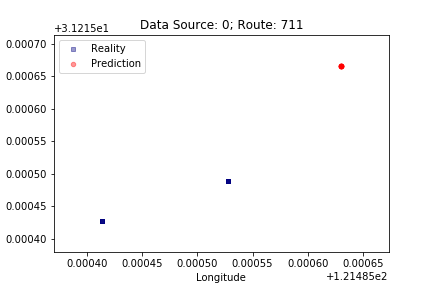 Data Source: 0; Route: 711
+3.1215e1
Reality
Prediction
0.00070
0.00065
0.00060
0.00055
0.00050
0.00045
0.00040
0.00040 0.00045 0.00050 0.00055 0.00060 0.00065
Longitude
+1.21485e2